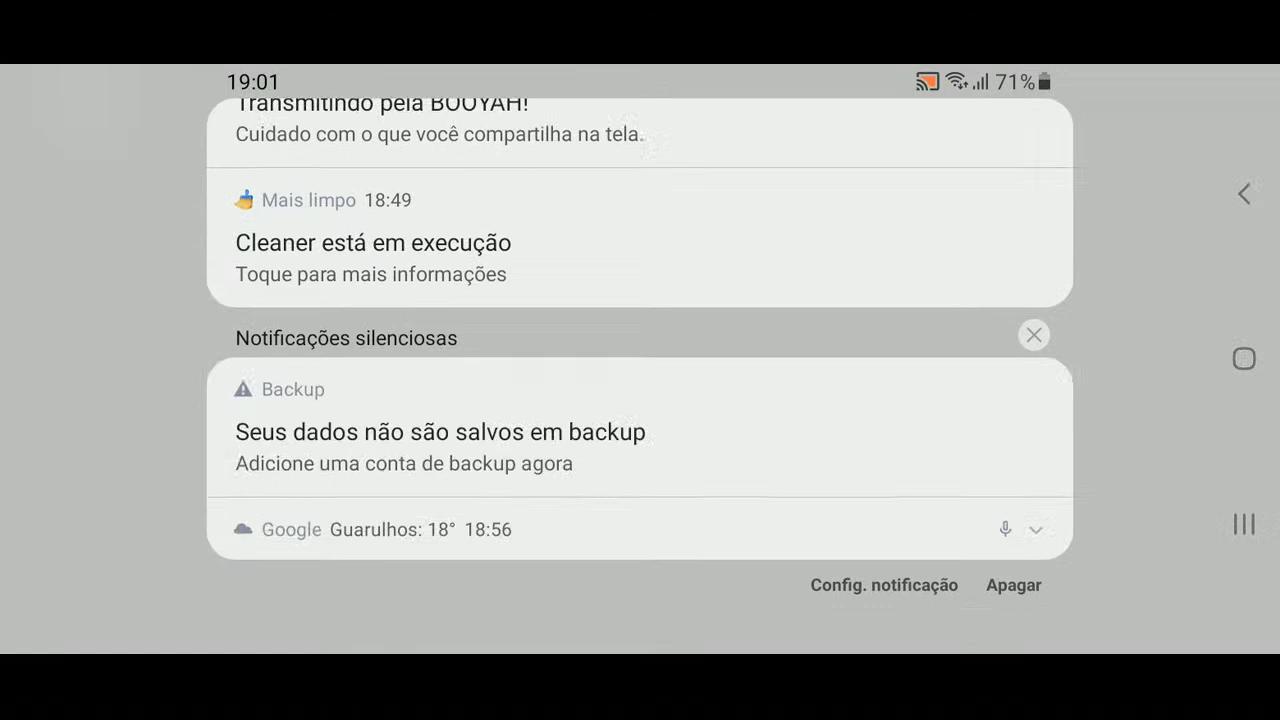 19:01 71%
Transmitindo pela BOOYAH!
Cuidado com o que você compartilha na tela.
Mais limpo 18:49
Cleaner está em execução
Toque para mais informações
Notificações silenciosas
Backup
Seus dados não são salvos em backup
Adicione uma conta de backup agora
Google Guarulhos: 18° 18:56
Config. notificação Apagar